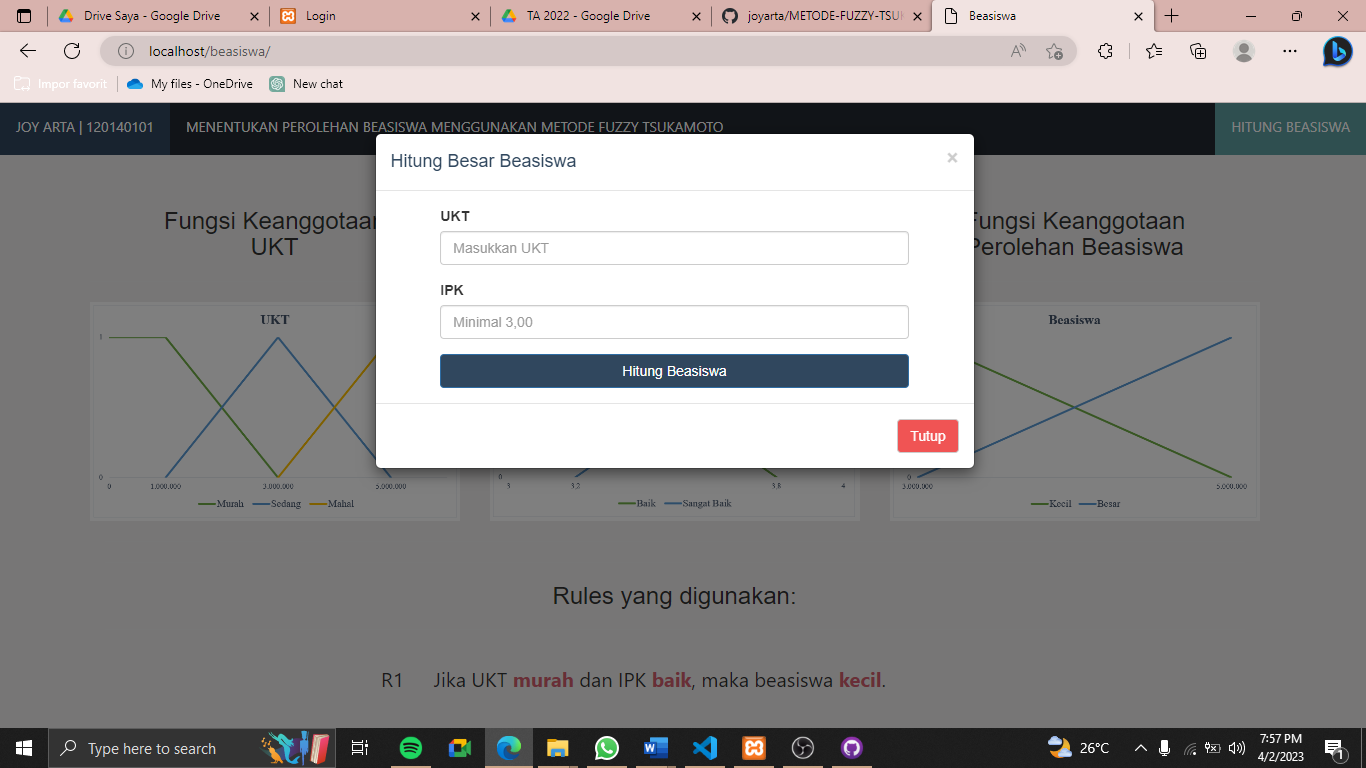 Drive Saya - Google Drive
Login
TA 2022 - Google Drive
joyarta/METODE-FUZZY-TSUK
Beasiswa
localhost/beasiswa/
Impor favorit
My files - OneDrive
New chat
JOY ARTA | 120140101
MENENTUKAN PEROLEHAN BEASISWA MENGGUNAKAN METODE FUZZY TSUKAMOTO
HITUNG BEASISWA
Hitung Besar Beasiswa
×
UKT
Masukkan UKT
IPK
Minimal 3,00
Hitung Beasiswa
Tutup
Fungsi Keanggotaan
UKT
UKT
1
0
0 1.000.000 3.000.000 5.000.000
Murah Sedang Mahal
0
3 3,2 3,8 4
Baik Sangat Baik
Fungsi Keanggotaan
Perolehan Beasiswa
Beasiswa
0
3.000.000 5.000.000
Kecil Besar
Rules yang digunakan:
R1 Jika UKT murah dan IPK baik, maka beasiswa kecil.
Type here to search
26°C
7:57 PM
4/2/2023
1